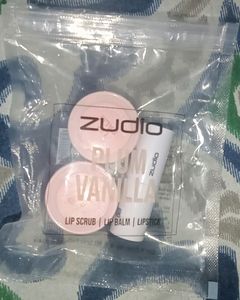 ZUDIO
PLUM
VANILLA
ZUDIO
LIP SCRUB | LIP BALM | LIPSTICK